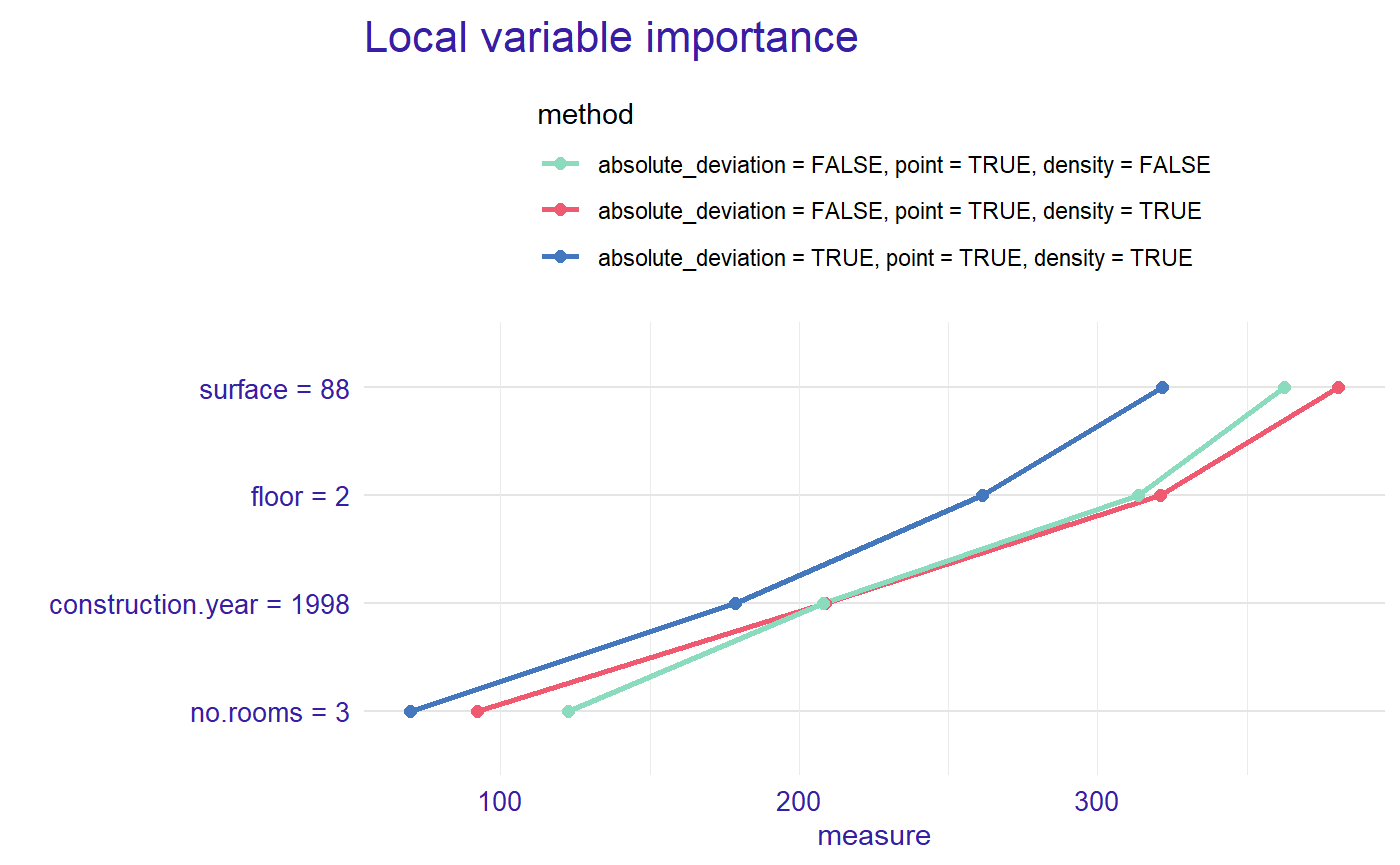 Local variable importance
method
absolute_deviation = FALSE, point = TRUE, density = FALSE
absolute_deviation = FALSE, point = TRUE, density = TRUE
absolute_deviation = TRUE, point = TRUE, density = TRUE
surface = 88
floor = 2
construction.year = 1998
no.rooms = 3
100 200 300
measure